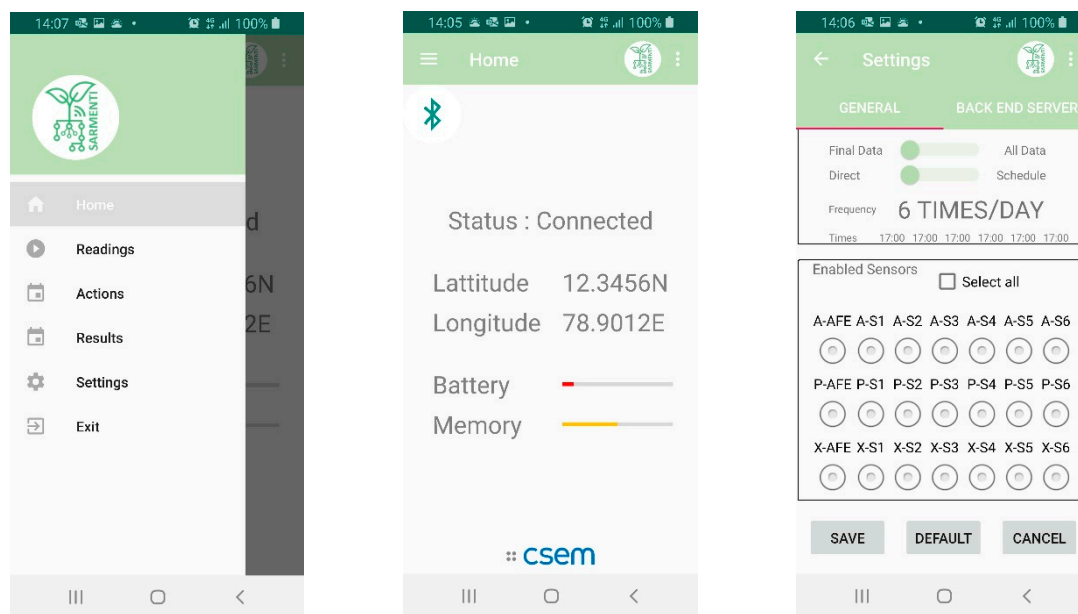 14:07 100%
SARMENTI
Home
Readings
Actions
Results
Settings
Exit
d
6N
2E
14:05 4G 100%
Home
Status : Connected
Lattitude 12.3456N
Longitude 78.9012E
Battery
Memory
csem
14:06 4G 100%
Settings
GENERAL BACK END SERVER
Final Data All Data
Direct Schedule
Frequency 6 TIMES/DAY
Times 17:00 17:00 17:00 17:00 17:00 17:00
Enabled Sensors
Select all
A-AFE A-S1 A-S2 A-S3 A-S4 A-S5 A-S6
P-AFE P-S1 P-S2 P-S3 P-S4 P-S5 P-S6
X-AFE X-S1 X-S2 X-S3 X-S4 X-S5 X-S6
SAVE DEFAULT CANCEL